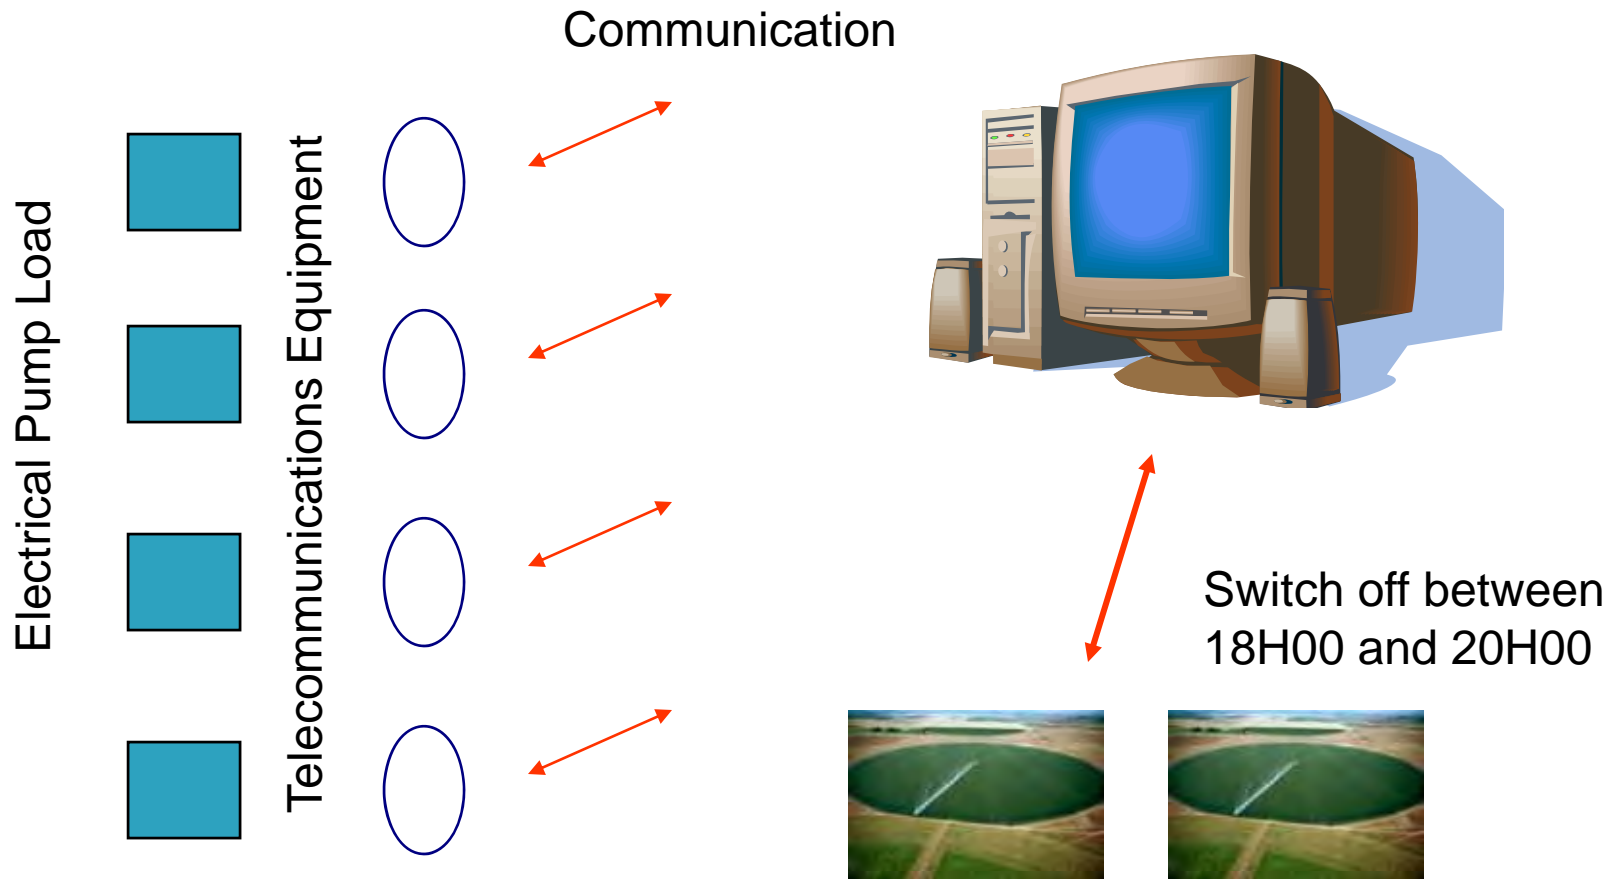 Communication
Electrical Pump Load
Telecommunications Equipment
Switch off between
18H00 and 20H00